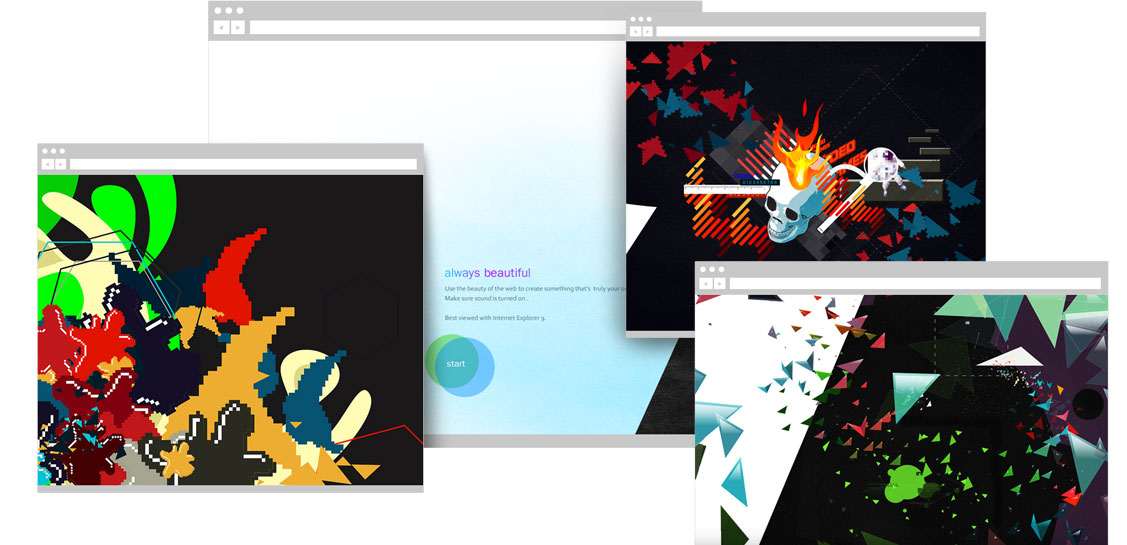 always beautiful
Use the beauty of the web to create something that's truly your
Make sure sound is turned on .
Best viewed with Internet Explorer 9.
start
0123456789